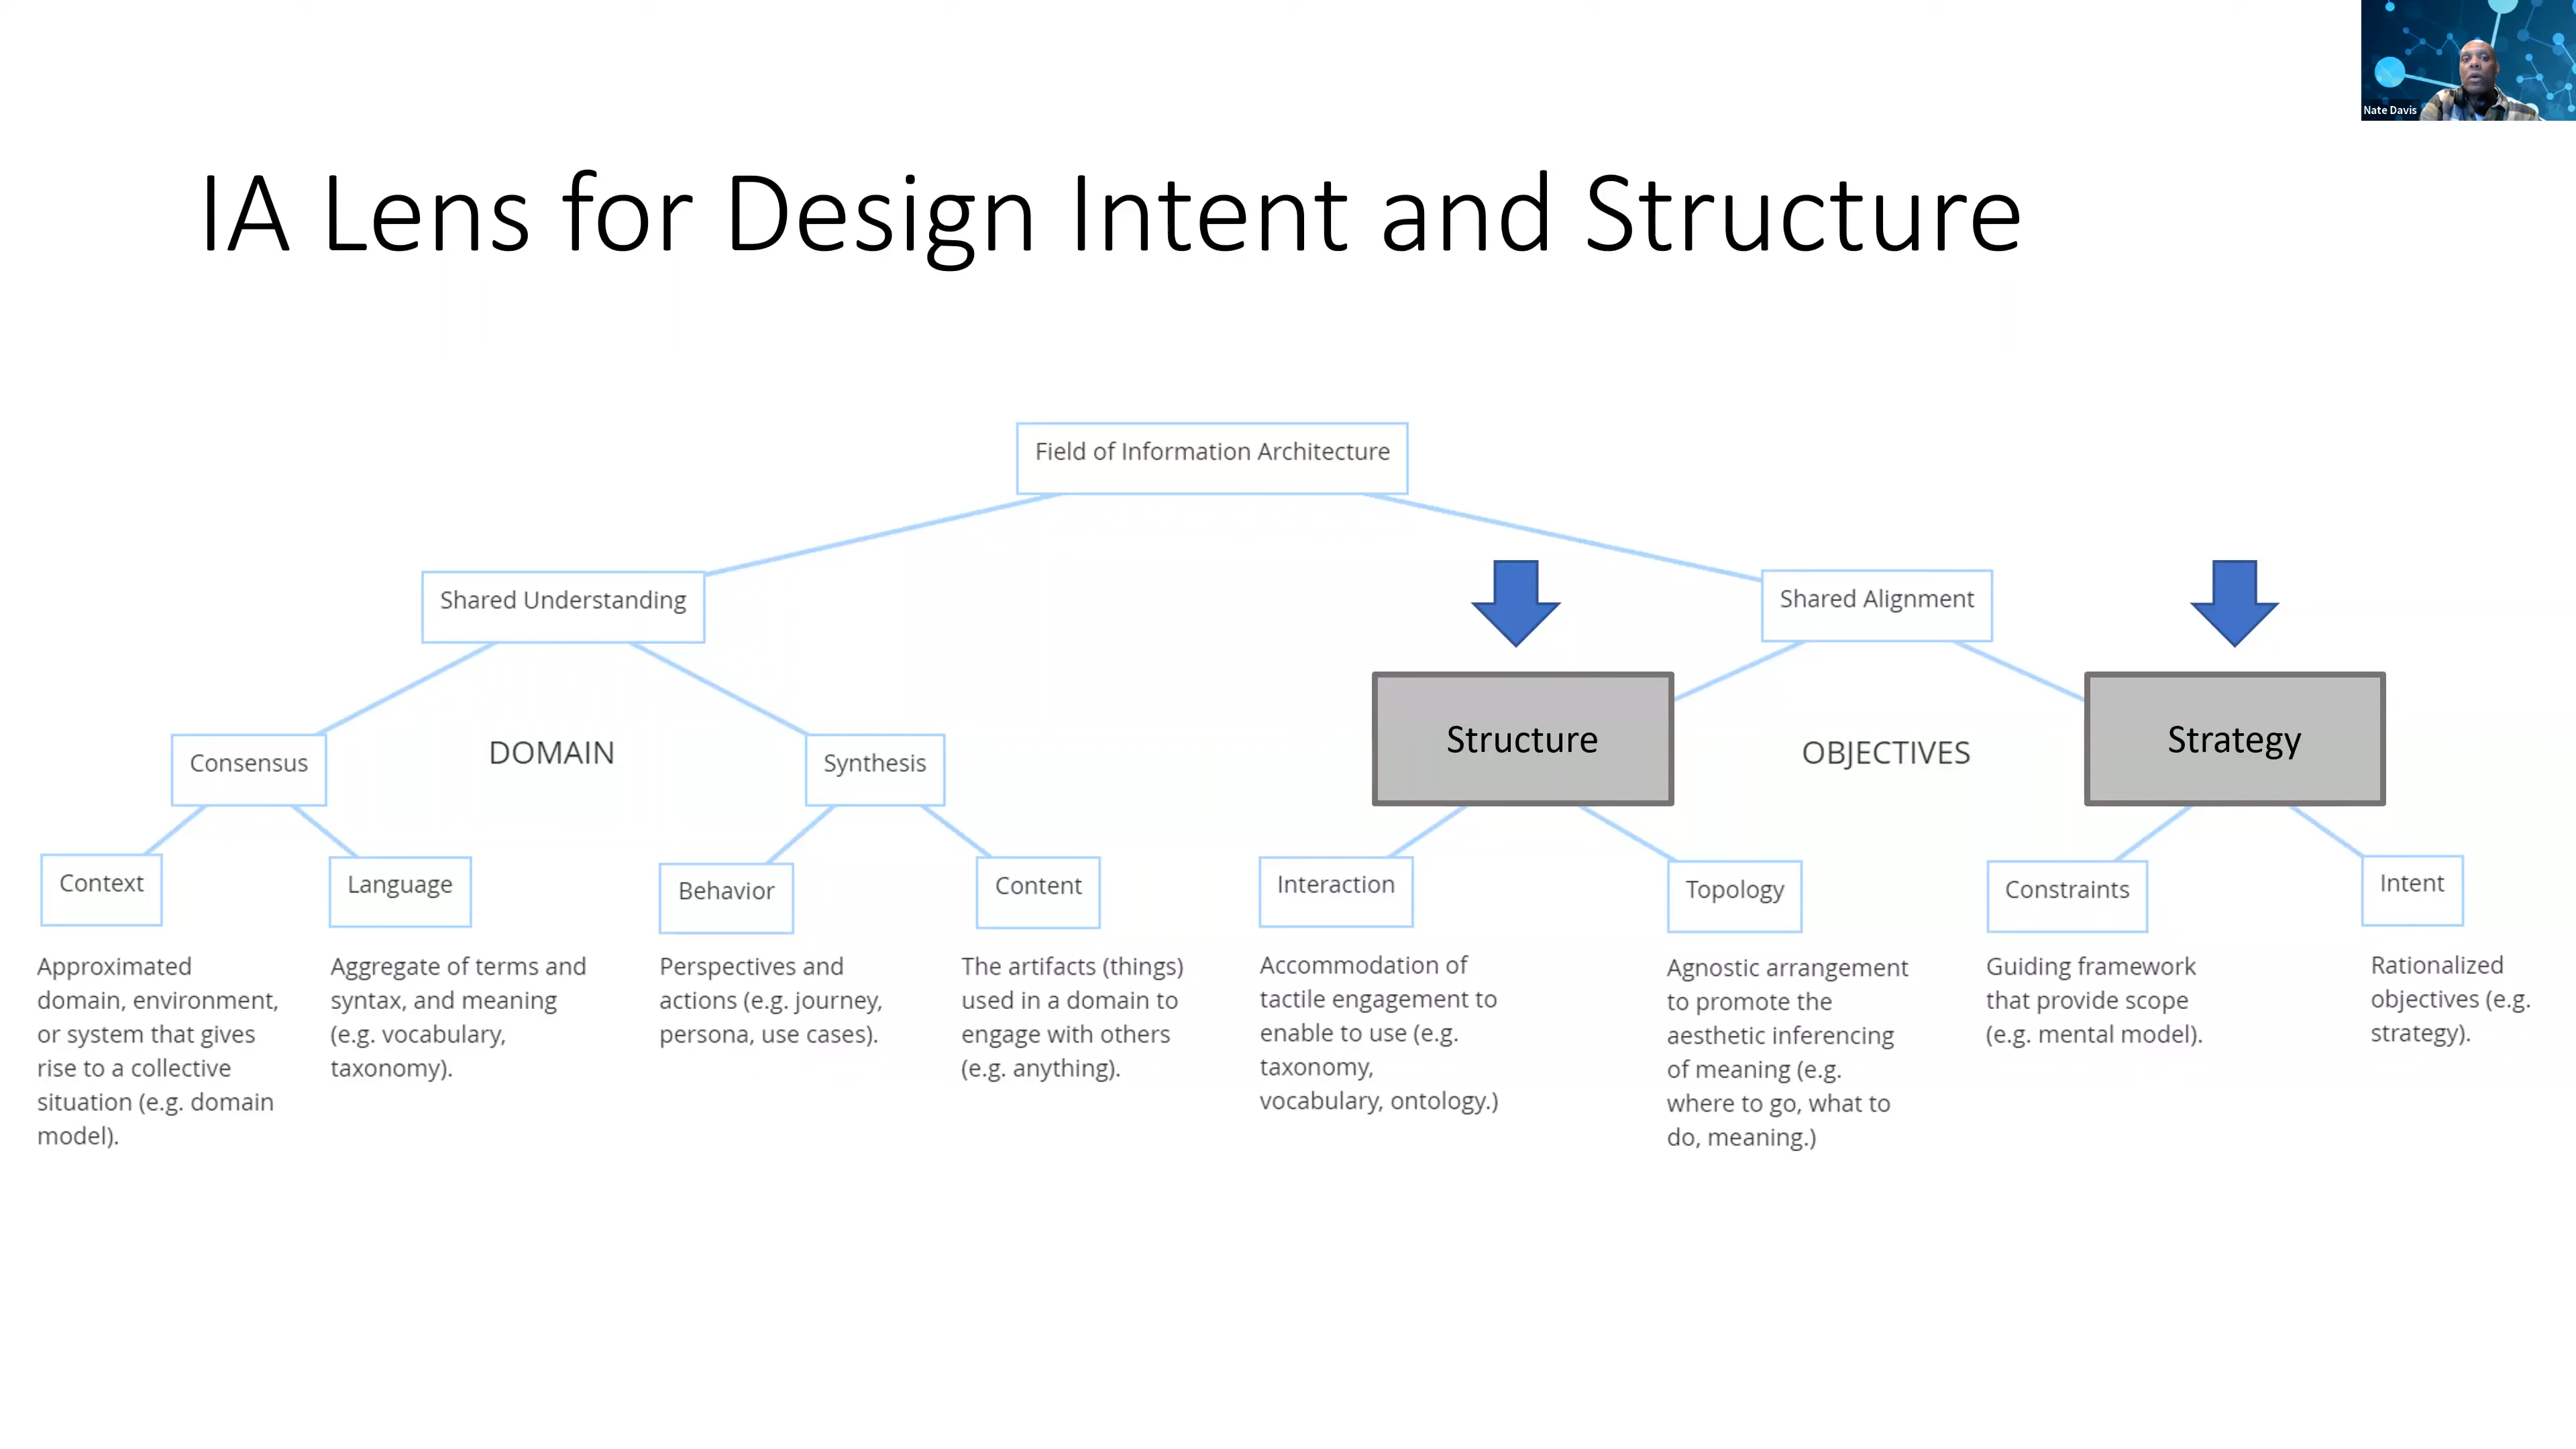 Nate Davis
IA Lens for Design Intent and Structure
Field of Information Architecture
Shared Understanding
Shared Alignment
Consensus
DOMAIN
Synthesis
Structure
OBJECTIVES
Strategy
Context
Language
Behavior
Content
Interaction
Topology
Constraints
Intent
Approximated
domain, environment,
or system that gives
rise to a collective
situation (e.g. domain
model).
Aggregate of terms and
syntax, and meaning
(e.g. vocabulary,
taxonomy).
Perspectives and
actions (e.g. journey,
persona, use cases).
The artifacts (things)
used in a domain to
engage with others
(e.g. anything).
Accommodation of
tactile engagement to
enable to use (e.g.
taxonomy,
vocabulary, ontology.)
Agnostic arrangement
to promote the
aesthetic inferencing
of meaning (e.g.
where to go, what to
do, meaning.)
Guiding framework
that provide scope
(e.g. mental model).
Rationalized
objectives (e.g.
strategy).